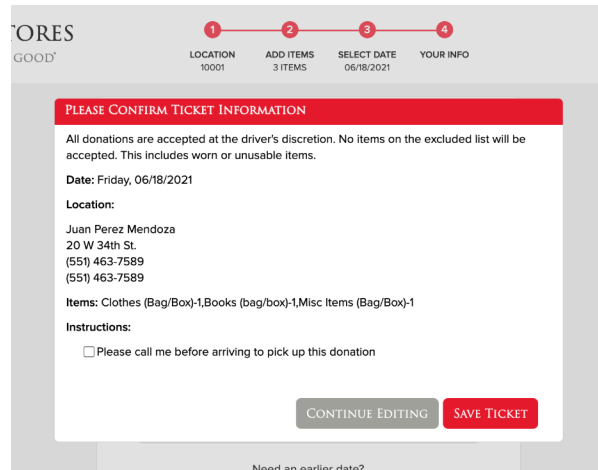 ORES
GOOD
1 2 3 4
LOCATION ADD ITEMS SELECT DATE YOUR INFO
10001 3 ITEMS 06/18/2021
PLEASE CONFIRM TICKET INFORMATION
All donations are accepted at the driver's discretion. No items on the excluded list will be
accepted. This includes worn or unusable items.
Date: Friday, 06/18/2021
Location:
Juan Perez Mendoza
20 W 34th St.
(551) 463-7589
(551) 463-7589
Items: Clothes (Bag/Box)-1,Books (bag/box)-1,Misc Items (Bag/Box)-1
Instructions:
Please call me before arriving to pick up this donation
CONTINUE EDITING SAVE TICKET
Need an earlier date?